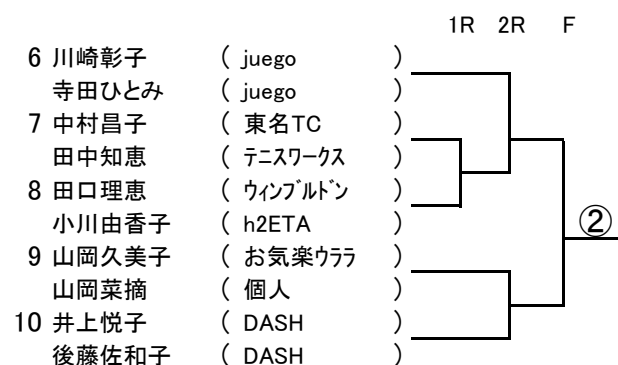 1R 2R F
6 川崎彰子 ( juego )
寺田ひとみ ( juego )
7 中村昌子 ( 東名TC )
田中知恵 ( テニスワークス )
8 田口理恵 ( ウィンブルドン )
小川由香子 ( h2ETA )
②
9 山岡久美子 ( お気楽ウララ )
山岡菜摘 ( 個人 )
10 井上悦子 ( DASH )
後藤佐和子 ( DASH )